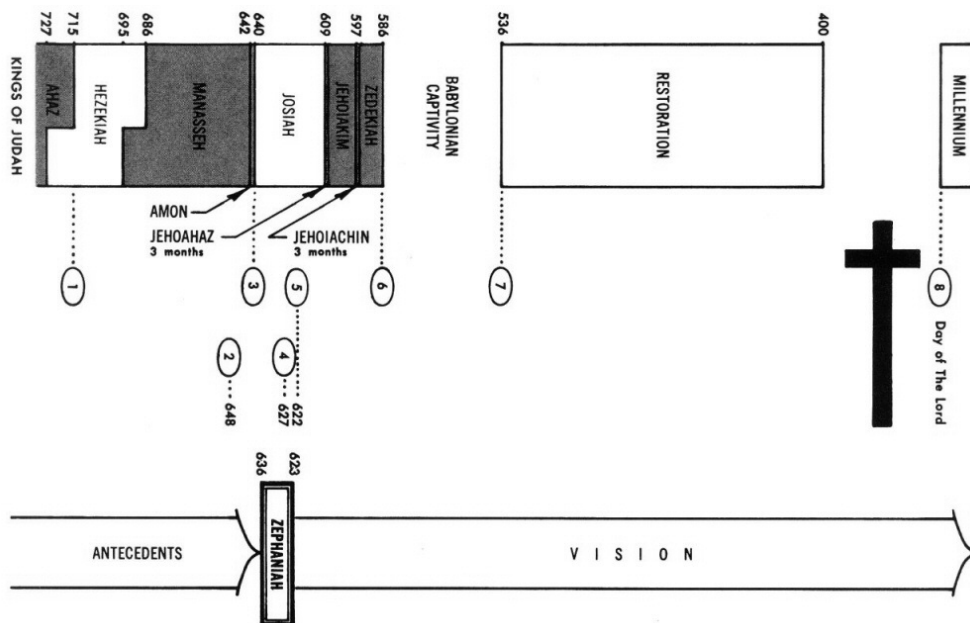 727
715
695
686
642
640
609
597
586
536
400
KINGS OF JUDAH
AHAZ
HEZEKIAH
MANASSEH
JOSIAH
JEHOIAKIM
ZEDEKIAH
BABYLONIAN
CAPTIVITY
RESTORATION
MILLENNIUM
AMON
JEHOAHAZ
3 months
JEHOIACHIN
3 months
1
3
5
6
7
8
Day of The Lord
2
4
648
627
622
636
623
ANTECEDENTS
ZEPHANIAH
VISION